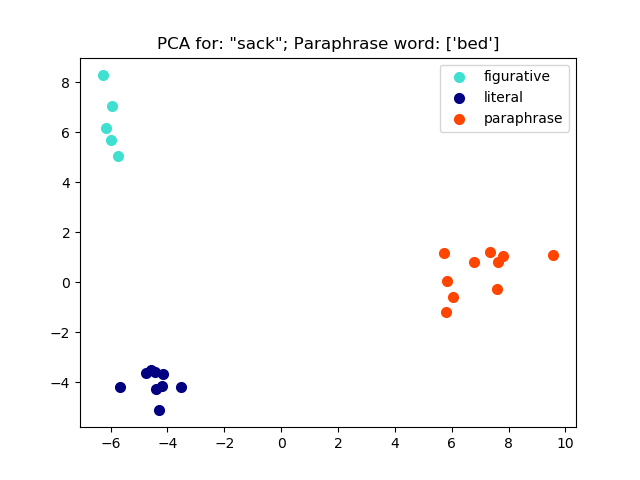 PCA for: "sack"; Paraphrase word: ['bed']
figurative
literal
paraphrase
8
6
4
2
0
−2
−4
−6 −4 −2 0 2 4 6 8 10